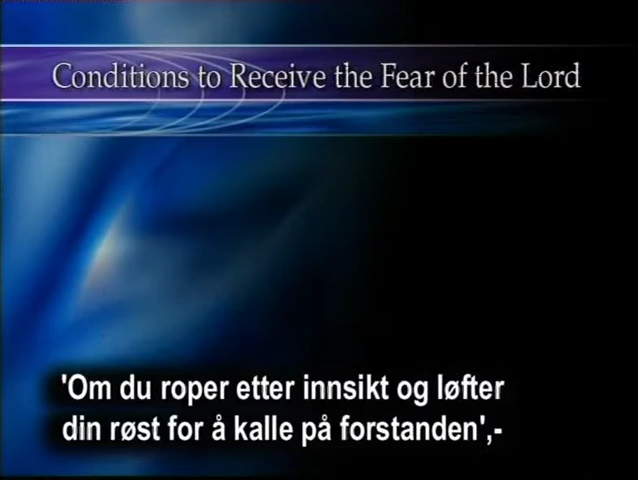 Conditions to Receive the Fear of the Lord
'Om du roper etter innsikt og løfter
din røst for å kalle på forstanden',-